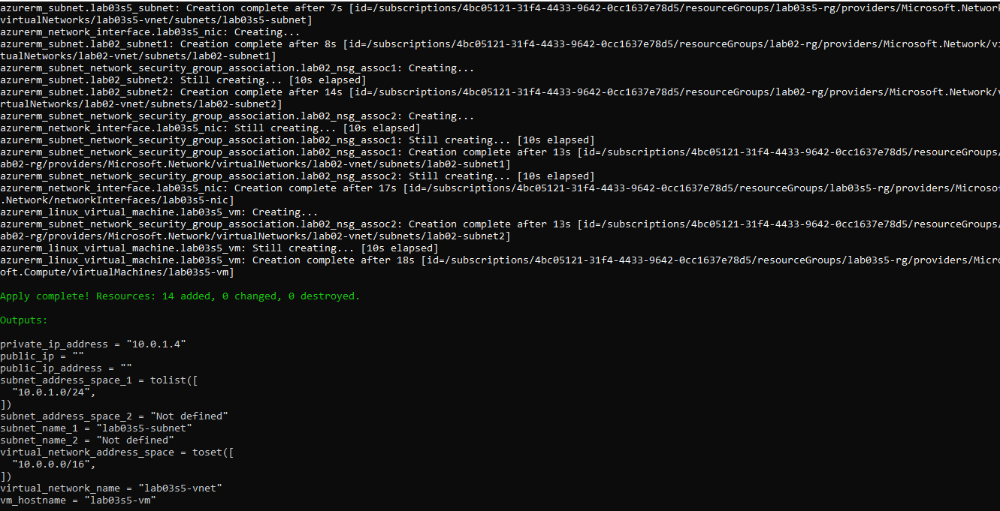 azurerm_subnet.lab03s5_subnet: Creation complete after 7s [id=/subscriptions/4bc05121-31f4-4433-9642-0cc1637e78d5/resourceGroups/lab03s5-rg/providers/Microsoft.Network
virtualNetworks/lab03s5-vnet/subnets/lab03s5-subnet]
azurerm_network_interface.lab03s5_nic: Creating...
azurerm_subnet.lab02_subnet1: Creation complete after 8s [id=/subscriptions/4bc05121-31f4-4433-9642-0cc1637e78d5/resourceGroups/lab02-rg/providers/Microsoft.Network/vi
tualNetworks/lab02-vnet/subnets/lab02-subnet1]
azurerm_subnet_network_security_group_association.lab02_nsg_assoc1: Creating...
azurerm_subnet.lab02_subnet2: Still creating... [10s elapsed]
azurerm_subnet.lab02_subnet2: Creation complete after 14s [id=/subscriptions/4bc05121-31f4-4433-9642-0cc1637e78d5/resourceGroups/lab02-rg/providers/Microsoft.Network/v
rtualNetworks/lab02-vnet/subnets/lab02-subnet2]
azurerm_subnet_network_security_group_association.lab02_nsg_assoc2: Creating...
azurerm_network_interface.lab03s5_nic: Still creating... [10s elapsed]
azurerm_subnet_network_security_group_association.lab02_nsg_assoc1: Still creating... [10s elapsed]
azurerm_subnet_network_security_group_association.lab02_nsg_assoc1: Creation complete after 13s [id=/subscriptions/4bc05121-31f4-4433-9642-0cc1637e78d5/resourceGroups/
ab02-rg/providers/Microsoft.Network/virtualNetworks/lab02-vnet/subnets/lab02-subnet1]
azurerm_subnet_network_security_group_association.lab02_nsg_assoc2: Still creating... [10s elapsed]
azurerm_network_interface.lab03s5_nic: Creation complete after 17s [id=/subscriptions/4bc05121-31f4-4433-9642-0cc1637e78d5/resourceGroups/lab03s5-rg/providers/Microsof
.Network/networkInterfaces/lab03s5-nic]
azurerm_linux_virtual_machine.lab03s5_vm: Creating...
azurerm_subnet_network_security_group_association.lab02_nsg_assoc2: Creation complete after 13s [id=/subscriptions/4bc05121-31f4-4433-9642-0cc1637e78d5/resourceGroups/
ab02-rg/providers/Microsoft.Network/virtualNetworks/lab02-vnet/subnets/lab02-subnet2]
azurerm_linux_virtual_machine.lab03s5_vm: Still creating... [10s elapsed]
azurerm_linux_virtual_machine.lab03s5_vm: Creation complete after 18s [id=/subscriptions/4bc05121-31f4-4433-9642-0cc1637e78d5/resourceGroups/lab03s5-rg/providers/Micro
oft.Compute/virtualMachines/lab03s5-vm]
Apply complete! Resources: 14 added, 0 changed, 0 destroyed.
Outputs:
private_ip_address = "10.0.1.4"
public_ip = ""
public_ip_address = ""
subnet_address_space_1 = tolist([
  "10.0.1.0/24",
])
subnet_address_space_2 = "Not defined"
subnet_name_1 = "lab03s5-subnet"
subnet_name_2 = "Not defined"
virtual_network_address_space = toset([
  "10.0.0.0/16",
])
virtual_network_name = "lab03s5-vnet"
vm_hostname = "lab03s5-vm"